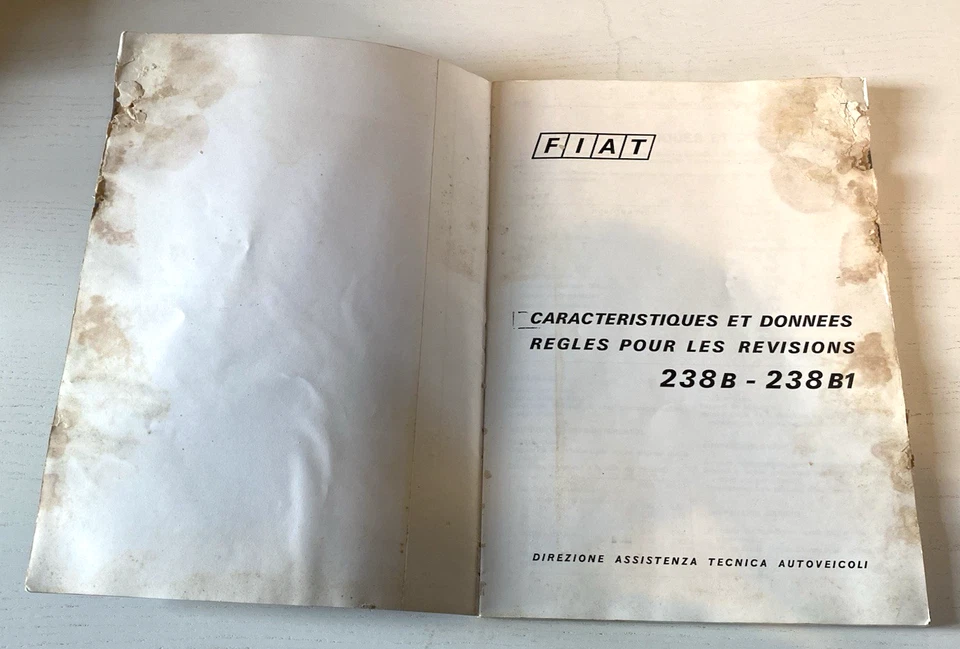 FIAT
CARACTERISTIQUES ET DONNEES
REGLES POUR LES REVISIONS
238B - 238B1
DIREZIONE ASSISTENZA TECNICA AUTOVEICOLI